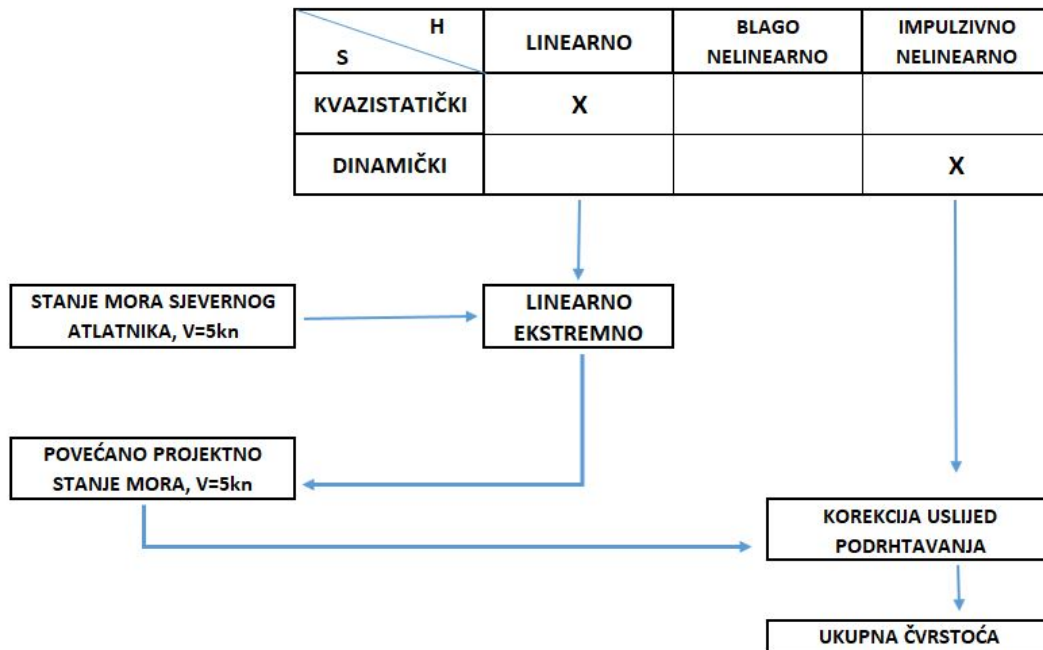 H
S
LINEARNO
BLAGO
NELINEARNO
IMPULZIVNO
NELINEARNO
KVAZISTATIČKI
X
DINAMIČKI
X
STANJE MORA SJEVERNOG
ATLATNIKA, V=5kn
LINEARNO
EKSTREMNO
POVEĆANO PROJEKTNO
STANJE MORA, V=5kn
KOREKCIJA USLIJED
PODRHTAVANJA
UKUPNA ČVRSTOĆA